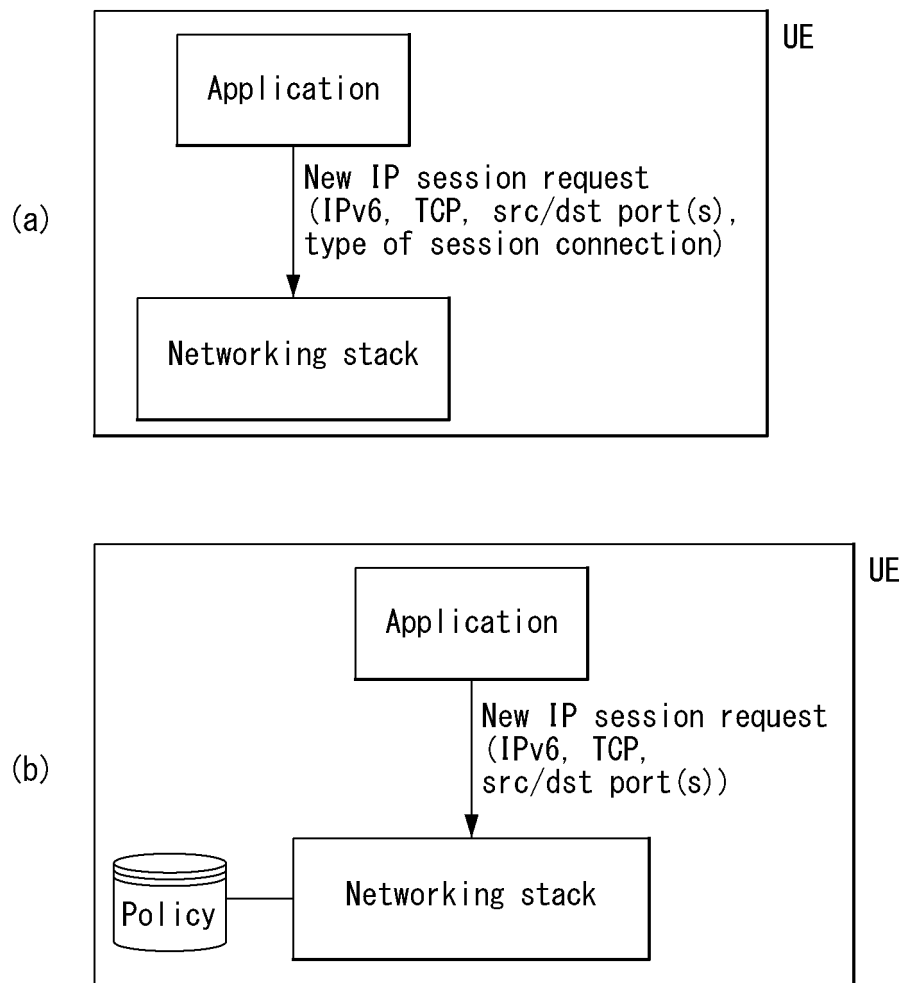 UE
Application
New IP session request
(IPv6, TCP, src/dst port(s),
type of session connection)
(a)
Networking stack
UE
Application
New IP session request
(IPv6, TCP,
src/dst port(s))
(b)
Networking stack
Policy